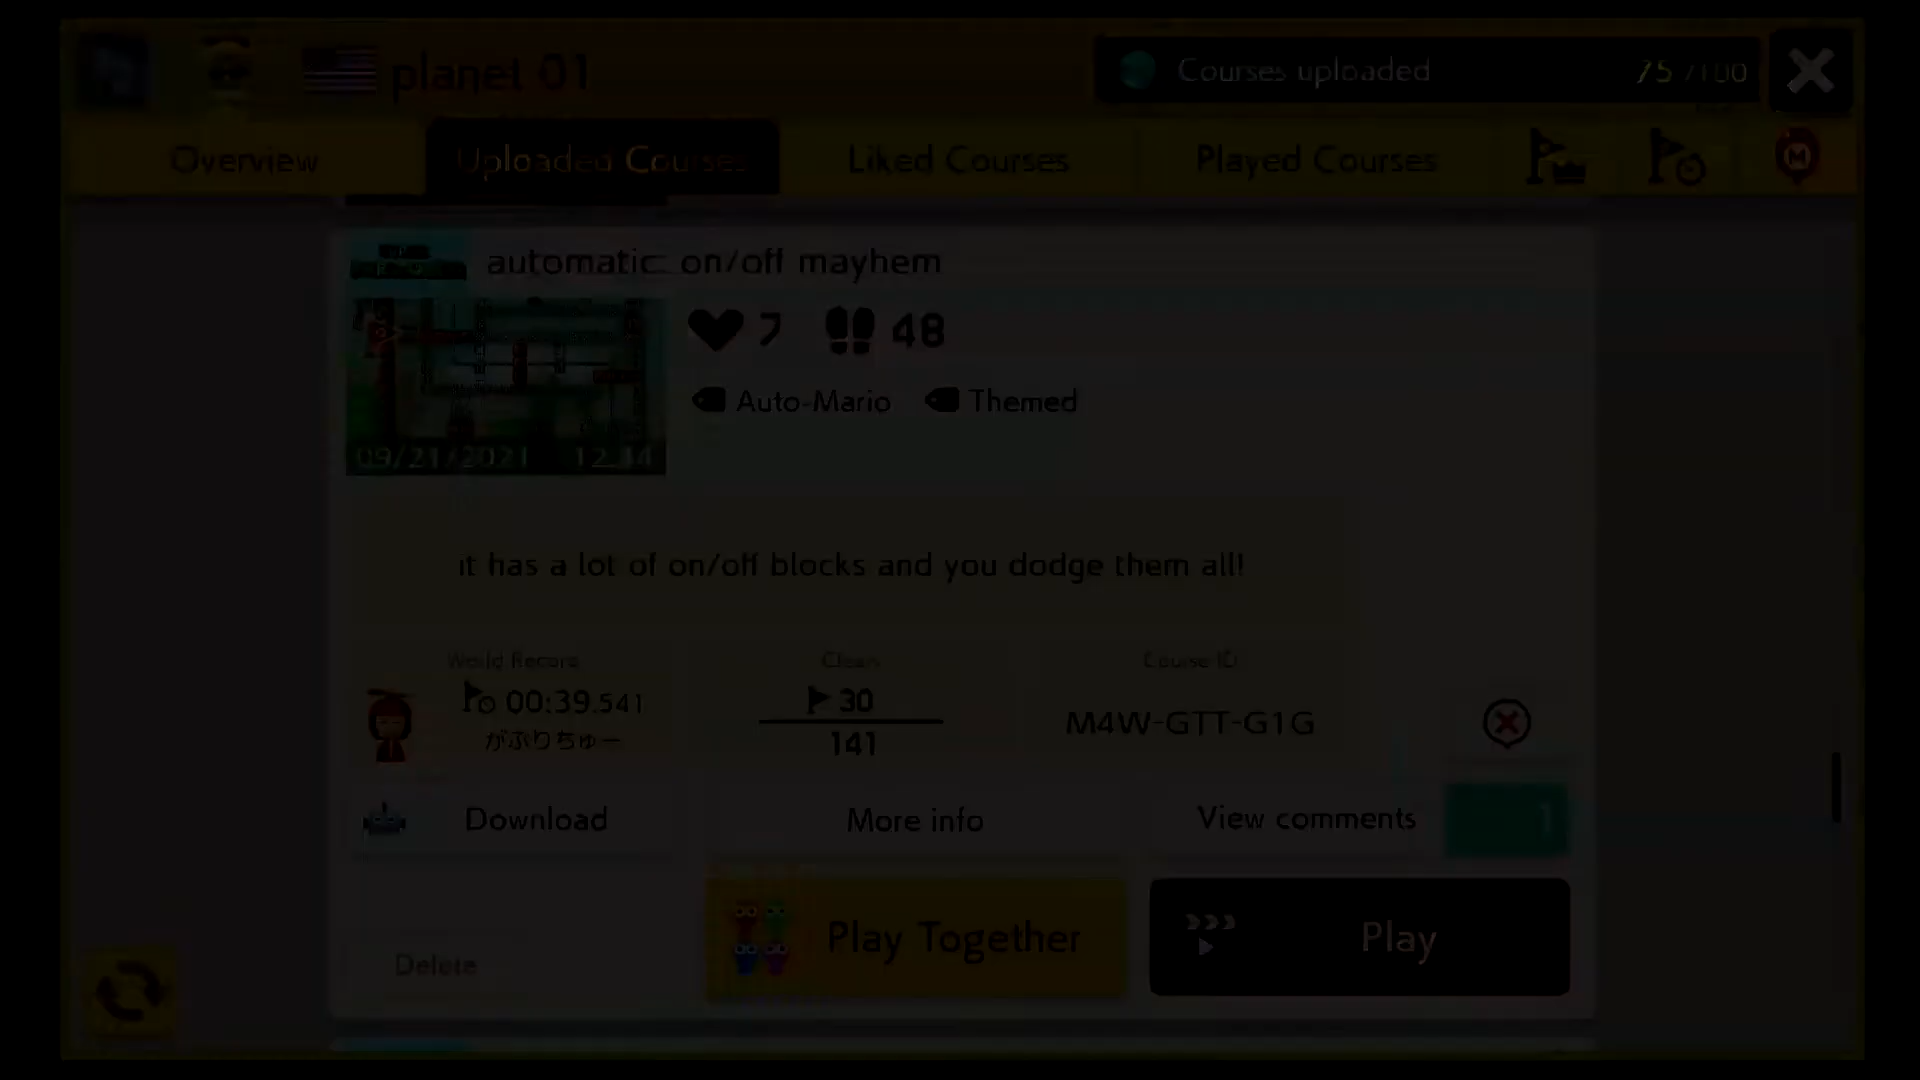 planet 01
Courses uploaded 75 /100
Overview
Uploaded Courses
Liked Courses
Played Courses
automatic on/off mayhem
7 48
Auto-Mario Themed
09/21/2021 12:44
it has a lot of on/off blocks and you dodge them all!
World Record
00:39.541
がぶりちゅー
Clears
30
141
Course ID
M4W-GTT-G1G
Download
More info
View comments 1
Delete
Play Together
Play